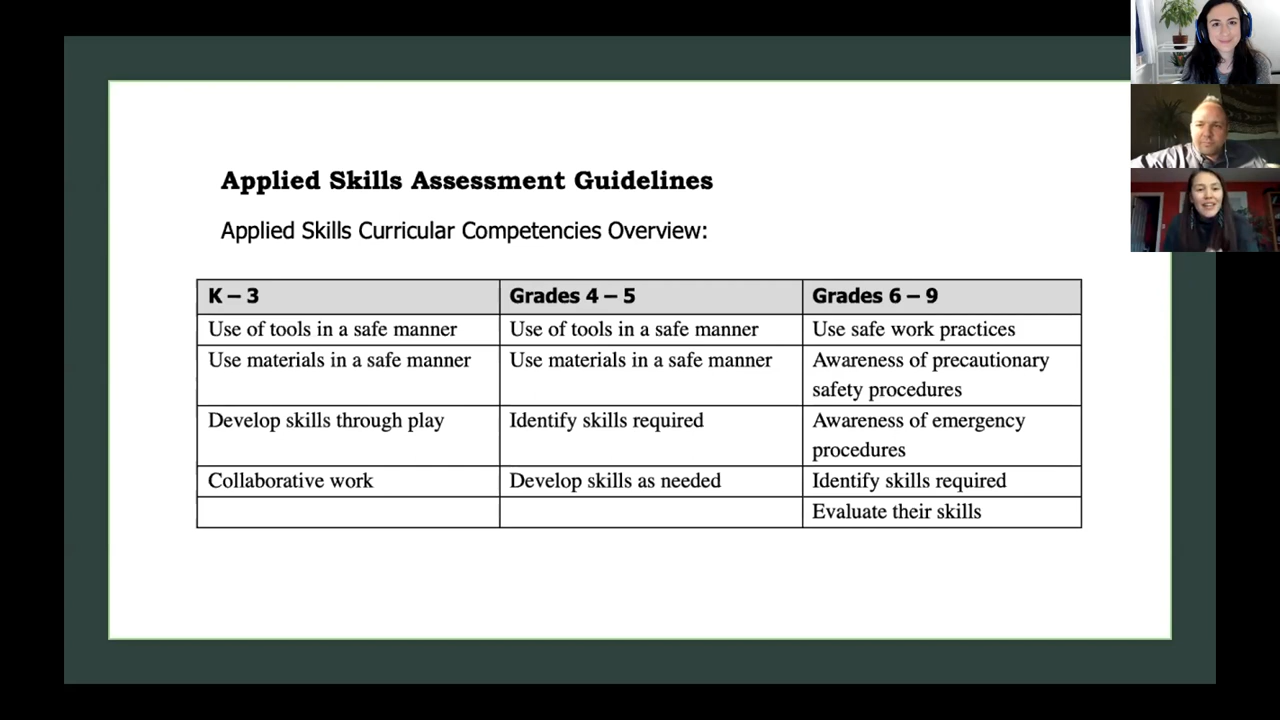 Applied Skills Assessment Guidelines
Applied Skills Curricular Competencies Overview:
K – 3 Grades 4 – 5 Grades 6 – 9
Use of tools in a safe manner Use of tools in a safe manner Use safe work practices
Use materials in a safe manner Use materials in a safe manner Awareness of precautionary
safety procedures
Develop skills through play Identify skills required Awareness of emergency
procedures
Collaborative work Develop skills as needed Identify skills required
Evaluate their skills